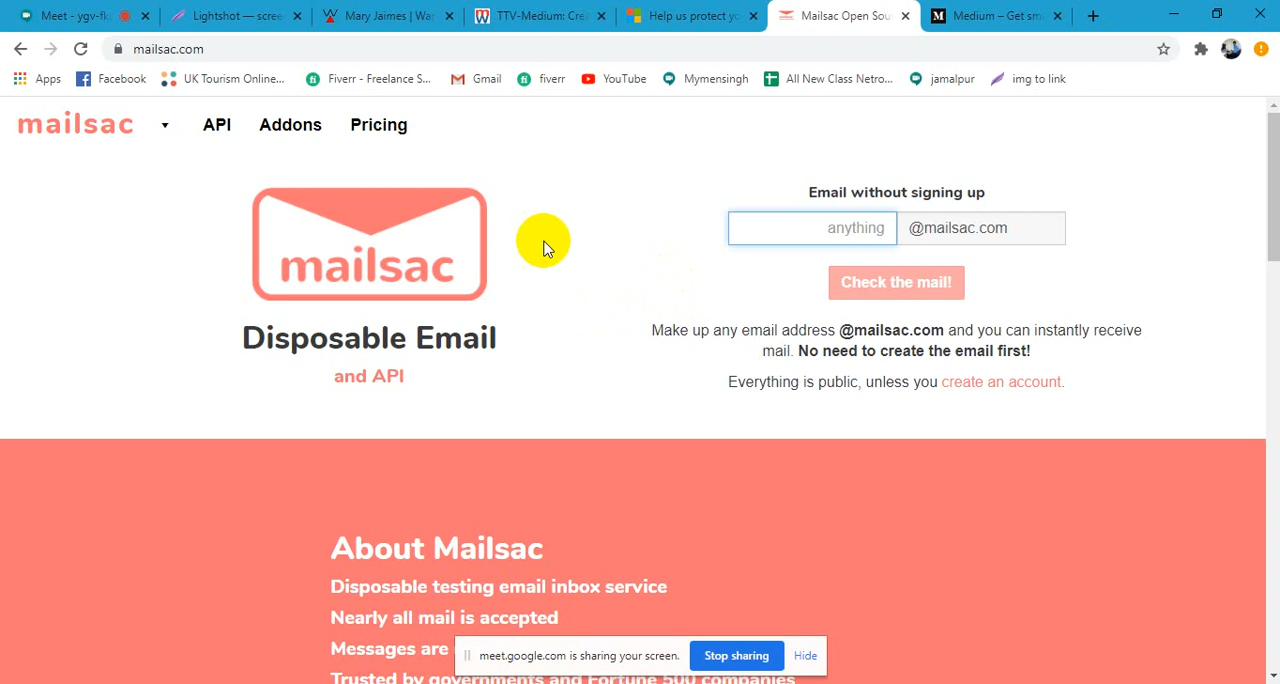 Meet - ygv-fk
Lightshot — scree
Mary Jaimes | Wa
TTV-Medium: Cre
Help us protect yo
Mailsac Open Sou
Medium – Get sm
mailsac.com
Apps
Facebook
UK Tourism Online...
Fiverr - Freelance S...
Gmail
fiverr
YouTube
Mymensingh
All New Class Netro...
jamalpur
img to link
mailsac
API
Addons
Pricing
mailsac
Disposable Email
and API
Email without signing up
anything
@mailsac.com
Check the mail!
Make up any email address @mailsac.com and you can instantly receive
mail. No need to create the email first!
Everything is public, unless you create an account.
About Mailsac
Disposable testing email inbox service
Nearly all mail is accepted
Messages are
Trusted by governments and Fortune 500 companies
meet.google.com is sharing your screen.
Stop sharing
Hide